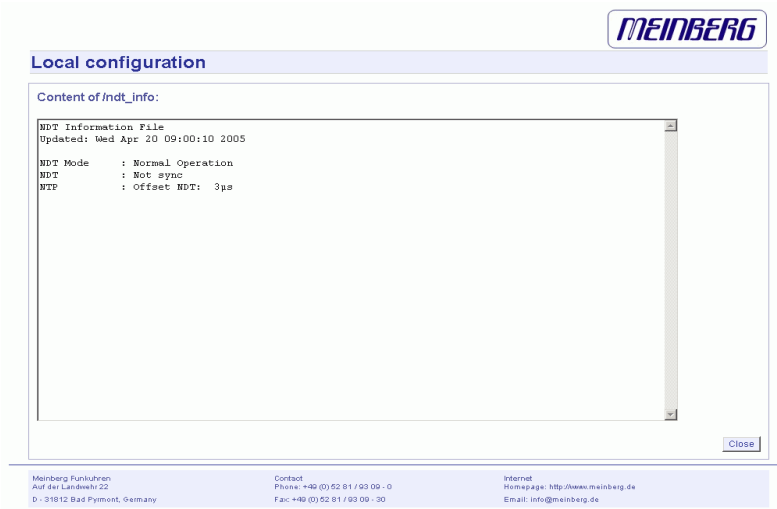 MEINBERG
Local configuration
Content of /ndt_info:
NDT Information File
Updated: Wed Apr 20 09:00:10 2005
NDT Mode : Normal Operation
NDT : Not sync
NTP : Offset NDT: 3µs
Close
Meinberg Funkuhren
Auf der Landwehr 22
D - 31812 Bad Pyrmont, Germany
Contact
Phone: +49 (0) 52 81 / 93 09 - 0
Fax: +49 (0) 52 81 / 93 09 - 30
Internet
Homepage: http://www.meinberg.de
Email: info@meinberg.de